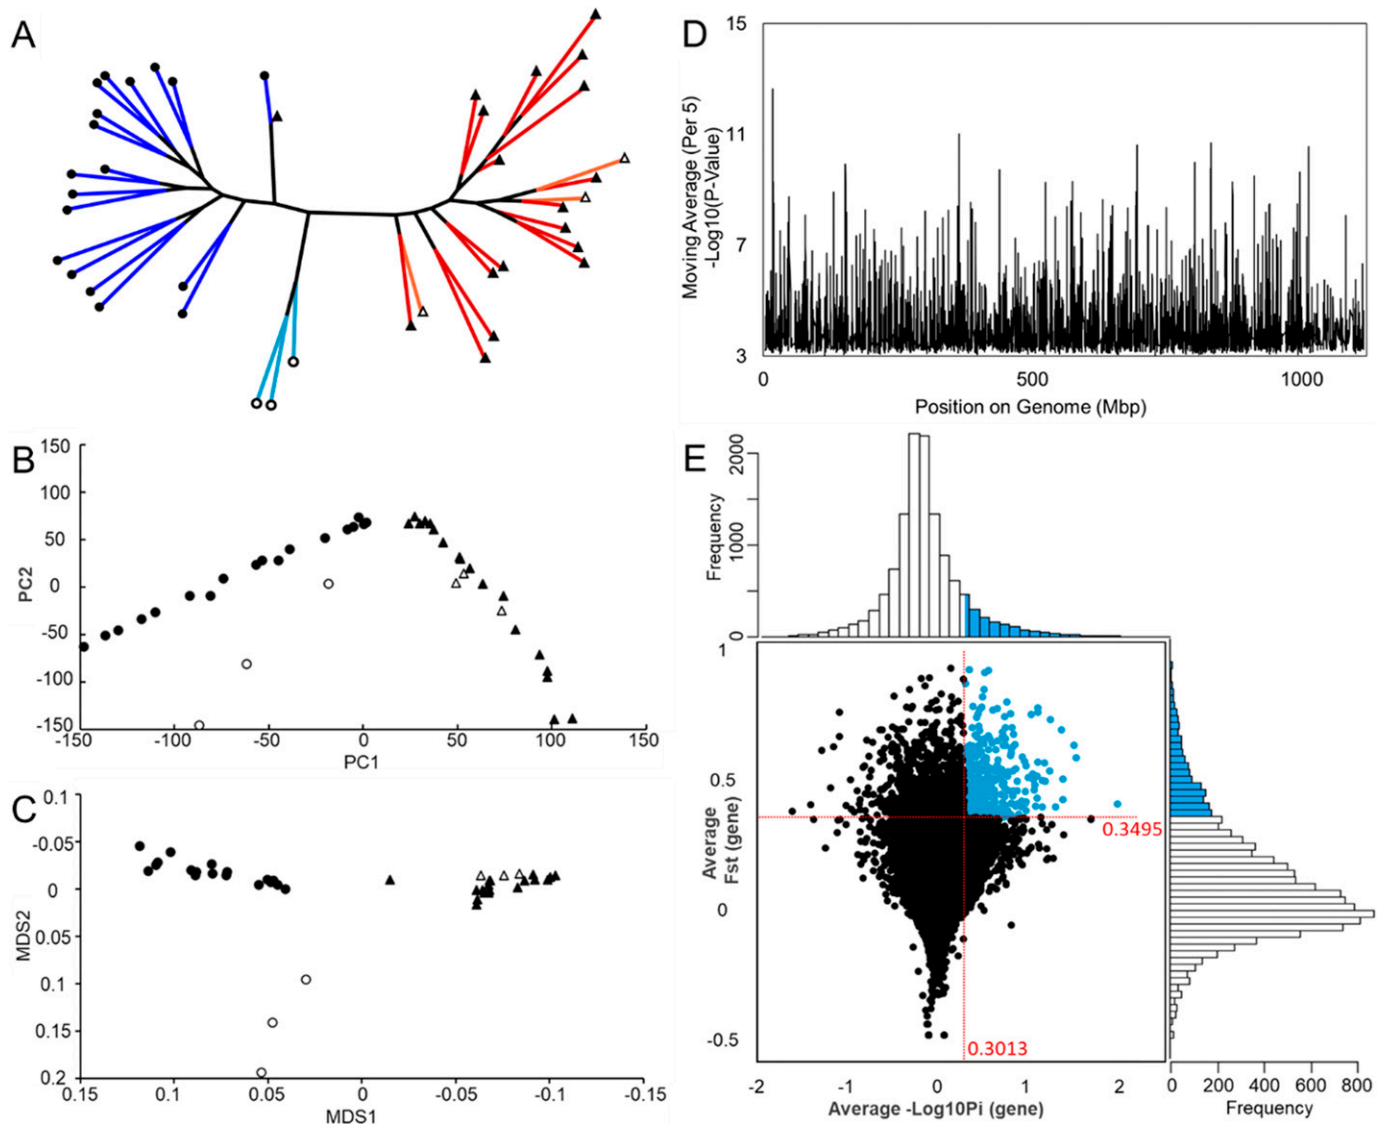 A
D
15
11
7
3
Moving Average (Per 5)
-Log10(P-Value)
0 500 1000
Position on Genome (Mbp)
B
150
100
50
0
-50
-100
-150
PC2
-150 -100 -50 0 50 100 150
PC1
C
0.1
-0.05
0
0.05
0.1
0.15
0.2
MDS2
0.15 0.1 0.05 0 -0.05 -0.1 -0.15
MDS1
E
2000
1000
0
Frequency
1
0.5
0
-0.5
Average
Fst (gene)
0.3495
0.3013
-2 -1 0 1 2
Average -Log10Pi (gene)
0 200 400 600 800
Frequency